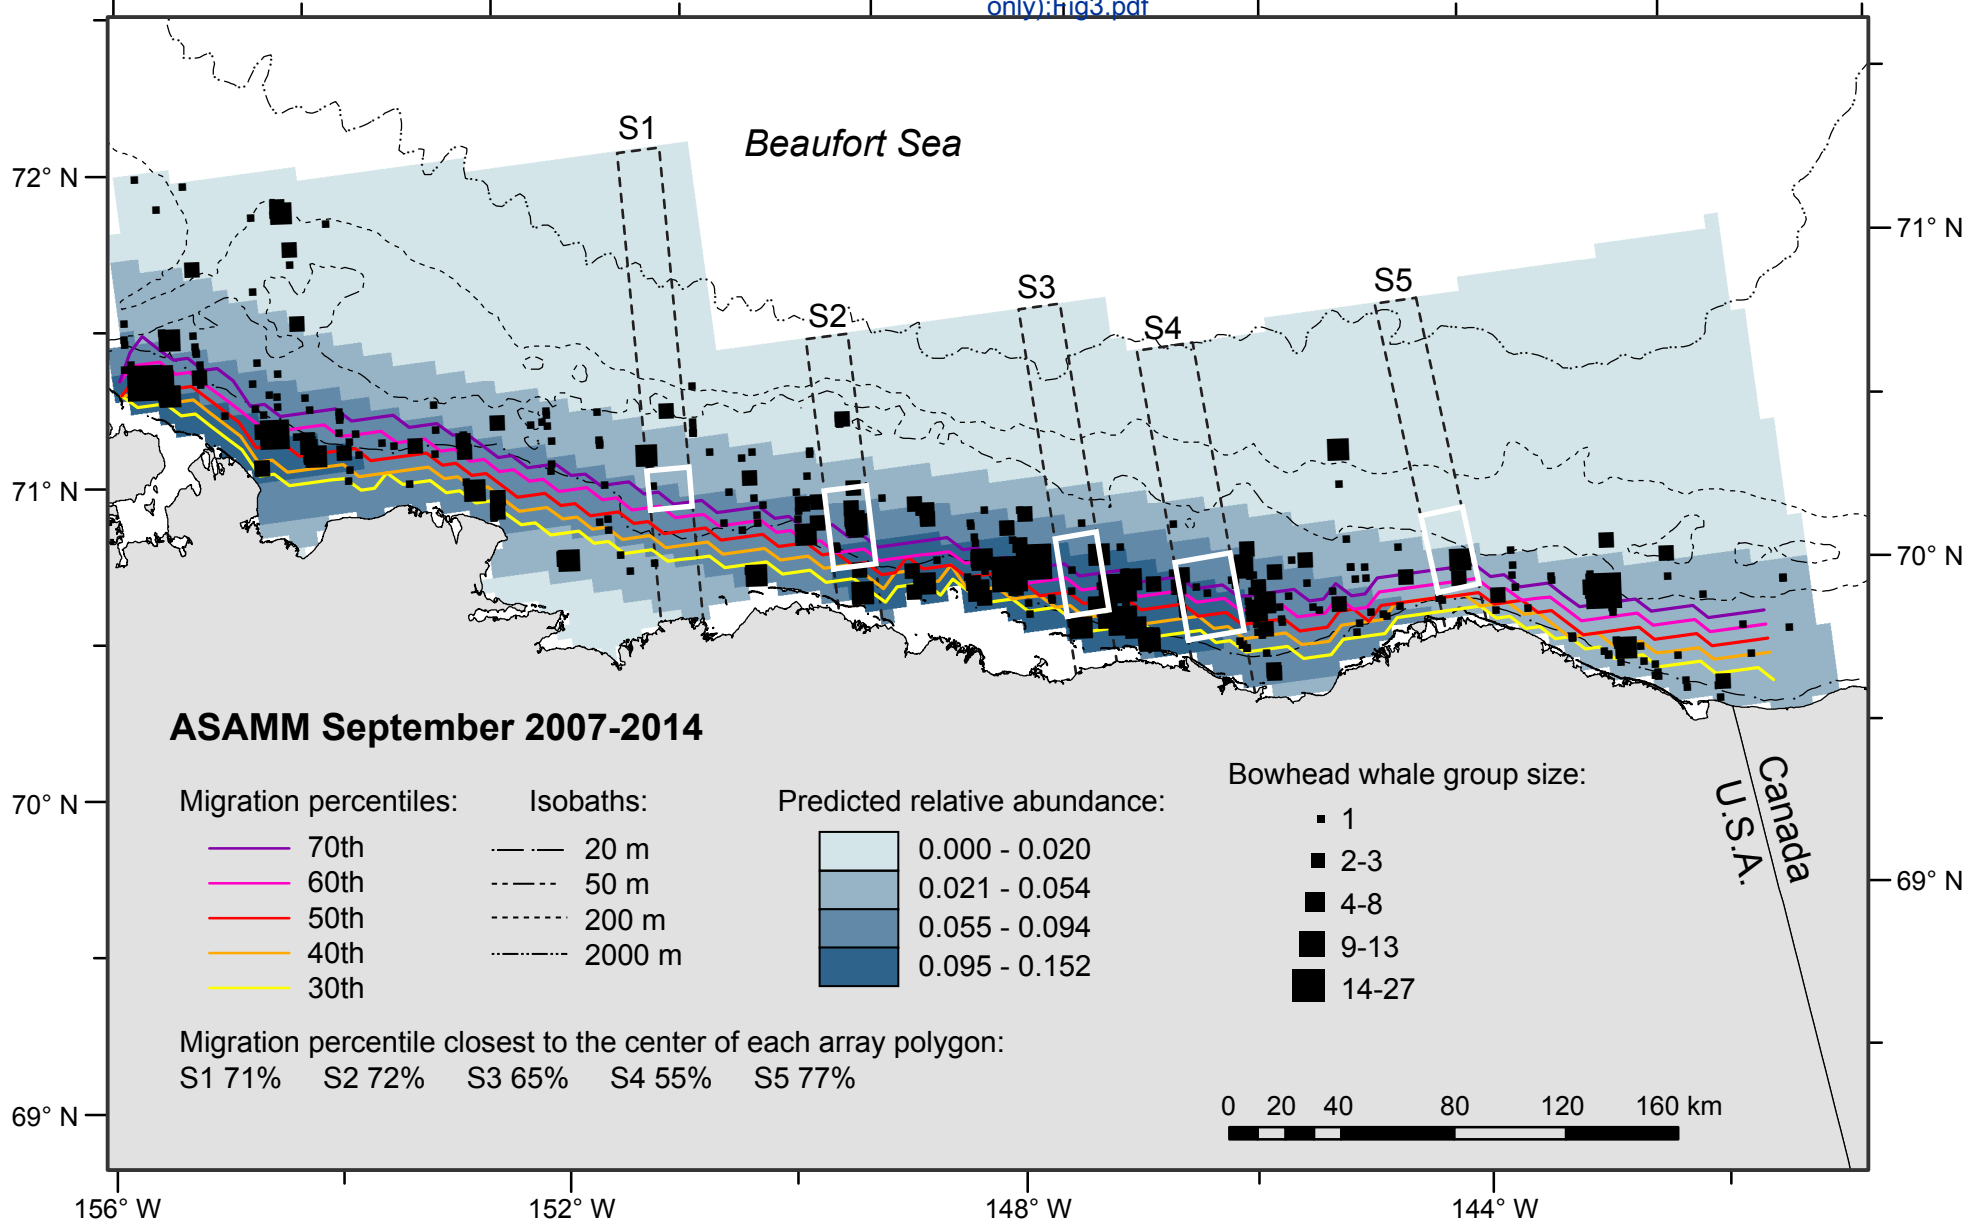 only):Fig3.pdf
S1
Beaufort Sea
72° N
71° N
S3
S5
S2
S4
71° N
70° N
ASAMM September 2007-2014
Migration percentiles:
70th
60th
50th
40th
30th
Isobaths:
20 m
50 m
200 m
2000 m
Predicted relative abundance:
0.000 - 0.020
0.021 - 0.054
0.055 - 0.094
0.095 - 0.152
Bowhead whale group size:
1
2-3
4-8
9-13
14-27
Canada
U.S.A.
70° N
69° N
Migration percentile closest to the center of each array polygon:
S1 71% S2 72% S3 65% S4 55% S5 77%
0 20 40 80 120 160 km
69° N
156° W 152° W 148° W 144° W